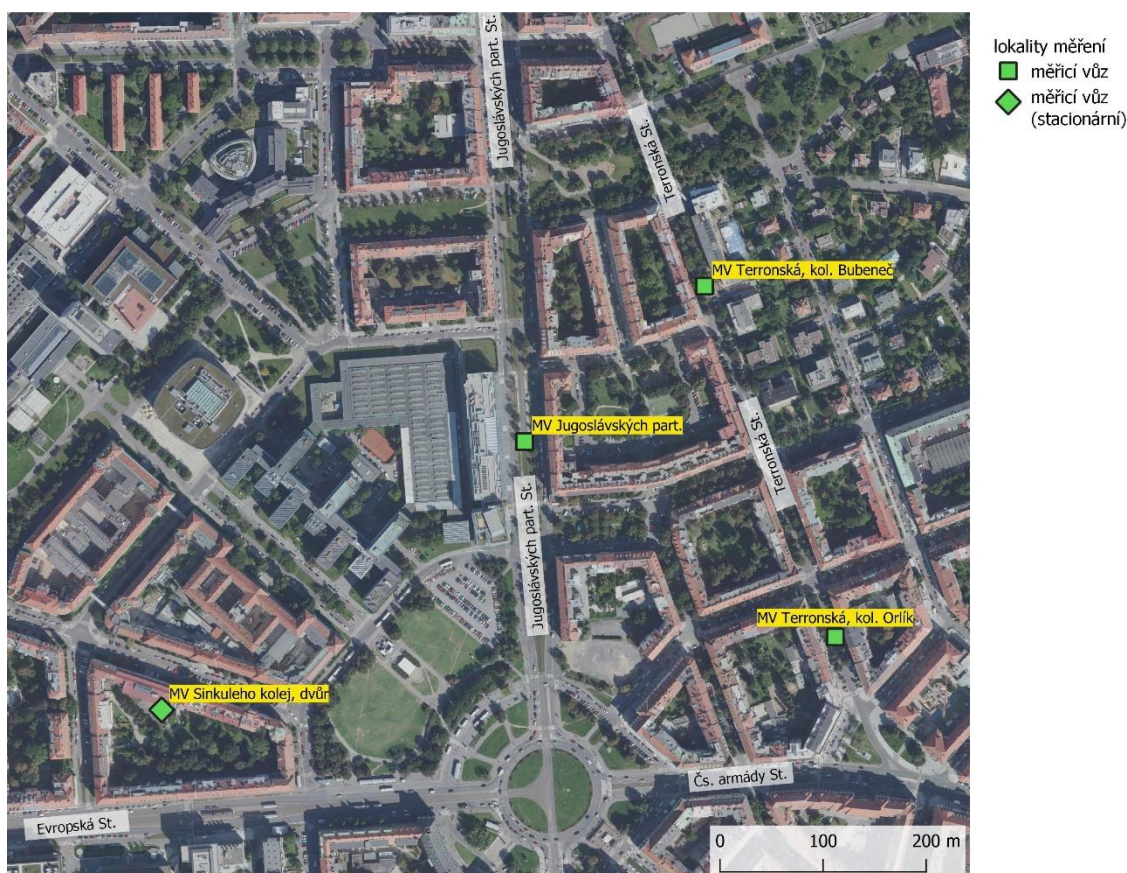 Jugoslávských part. St.
Terronská St.
MV Terronská, kol. Bubeneč
MV Jugoslávských part.
Terronská St.
Jugoslávských part. St.
MV Terronská, kol. Orlík
MV Sinkuleho kolej, dvůr
Čs. armády St.
Evropská St.
0 100 200 m
lokality měření
měřicí vůz
měřicí vůz
(stacionární)